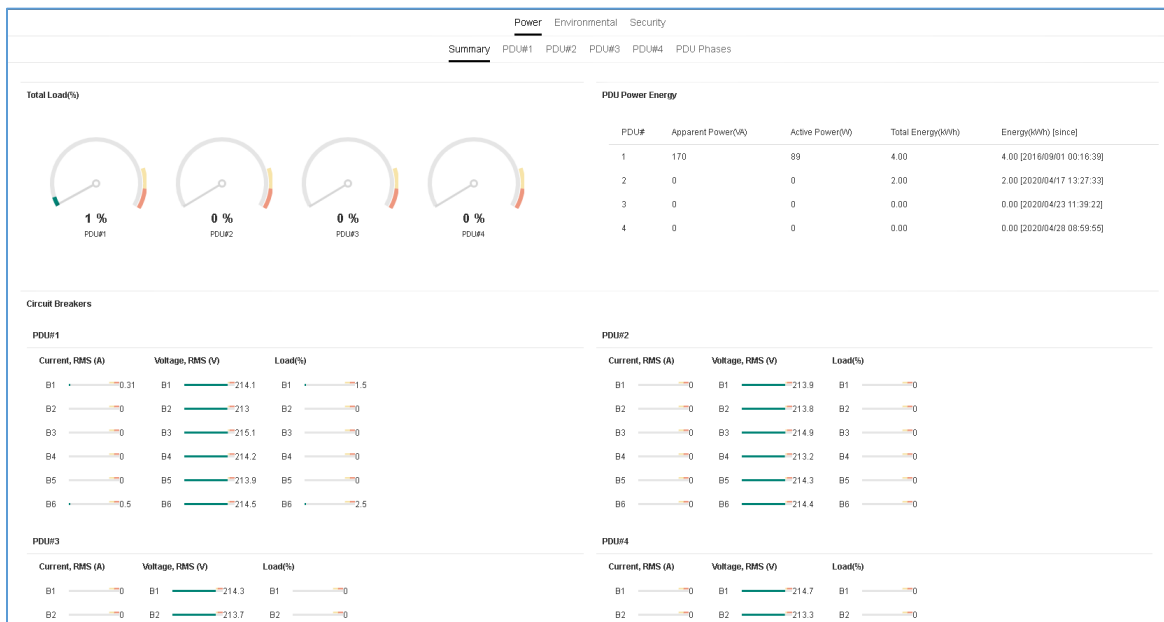 Power Environmental Security
Summary PDU#1 PDU#2 PDU#3 PDU#4 PDU Phases
Total Load(%)
1 % 0 % 0 % 0 %
PDU#1 PDU#2 PDU#3 PDU#4
PDU Power Energy
PDU# Apparent Power(VA) Active Power(W) Total Energy(kWh) Energy(kWh) [since]
1 170 89 4.00 4.00 [2016/09/01 00:16:39]
2 0 0 2.00 2.00 [2020/04/17 13:27:33]
3 0 0 0.00 0.00 [2020/04/23 11:39:22]
4 0 0 0.00 0.00 [2020/04/28 08:59:55]
Circuit Breakers
PDU#1
Current, RMS (A) Voltage, RMS (V) Load(%)
B1 0.31 B1 214.1 B1 1.5
B2 0 B2 213 B2 0
B3 0 B3 215.1 B3 0
B4 0 B4 214.2 B4 0
B5 0 B5 213.9 B5 0
B6 0.5 B6 214.5 B6 2.5
PDU#2
Current, RMS (A) Voltage, RMS (V) Load(%)
B1 0 B1 213.9 B1 0
B2 0 B2 213.8 B2 0
B3 0 B3 214.9 B3 0
B4 0 B4 213.2 B4 0
B5 0 B5 214.3 B5 0
B6 0 B6 214.4 B6 0
PDU#3
Current, RMS (A) Voltage, RMS (V) Load(%)
B1 0 B1 214.3 B1 0
B2 0 B2 213.7 B2 0
PDU#4
Current, RMS (A) Voltage, RMS (V) Load(%)
B1 0 B1 214.7 B1 0
B2 0 B2 213.3 B2 0